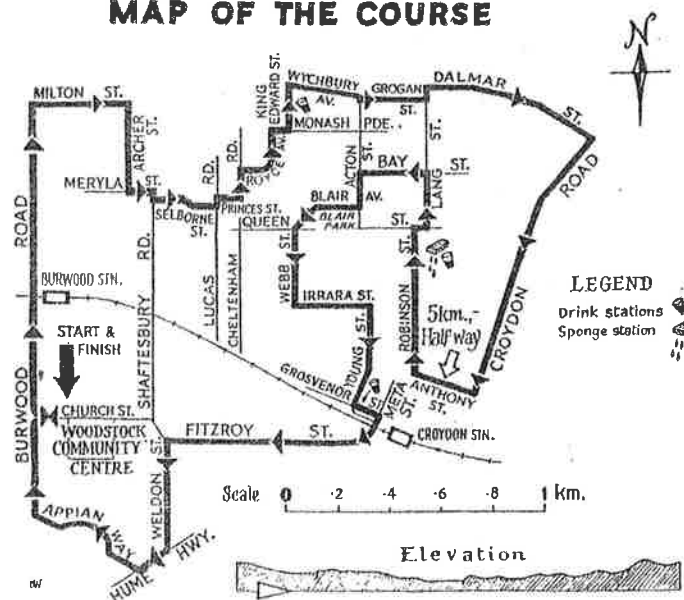 MAP OF THE COURSE
N
MILTON ST.
ARCHER ST.
MERYLA ST.
SELBORNE ST.
PRINCES ST.
LUCAS RD.
CHELTENHAM RD.
ROYCE AV.
KING EDWARD ST.
WYCHBURY AV.
GROGAN ST.
DALMAR ST.
MONASH PDE.
ACTON ST.
BAY ST.
LANG ST.
BLAIR AV.
BLAIR PARK
QUEEN ST.
WEBB ST.
IRRARA ST.
YOUNG ST.
GROSVENOR ST.
META ST.
ROBINSON ST.
5km.,-
Halfway
ANTHONY ST.
CROYDON ROAD
CROYDON STN.
BURWOOD ROAD
BURWOOD STN.
START &
FINISH
CHURCH ST.
WOODSTOCK
COMMUNITY
CENTRE
SHAFTESBURY RD.
FITZROY ST.
WELDON ST.
APPIAN WAY
HUME HWY.
LEGEND
Drink stations
Sponge station
Scale 0 ·2 ·4 ·6 ·8 1 km.
Elevation